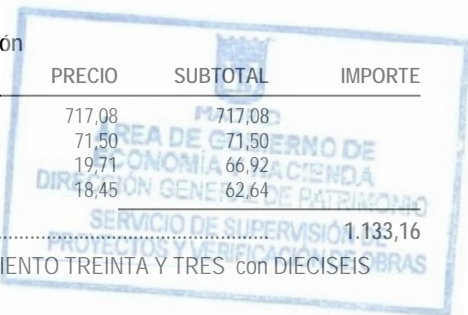 ón
PRECIO SUBTOTAL IMPORTE
717,08 717,08
71,50 71,50
19,71 66,92
18,45 62,64
MADRID
ÁREA DE GOBIERNO DE
ECONOMÍA Y HACIENDA
DIRECCIÓN GENERAL DE PATRIMONIO
SERVICIO DE SUPERVISIÓN DE
PROYECTOS Y VERIFICACIÓN DE OBRAS
1.133,16
IENTO TREINTA Y TRES con DIECISEIS